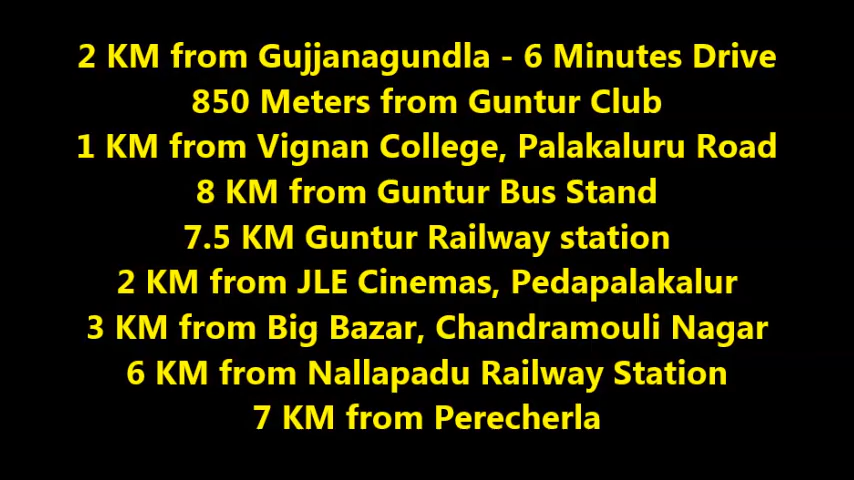 2 KM from Gujjanagundla - 6 Minutes Drive
850 Meters from Guntur Club
1 KM from Vignan College, Palakaluru Road
8 KM from Guntur Bus Stand
7.5 KM Guntur Railway station
2 KM from JLE Cinemas, Pedapalakalur
3 KM from Big Bazar, Chandramouli Nagar
6 KM from Nallapadu Railway Station
7 KM from Perecherla